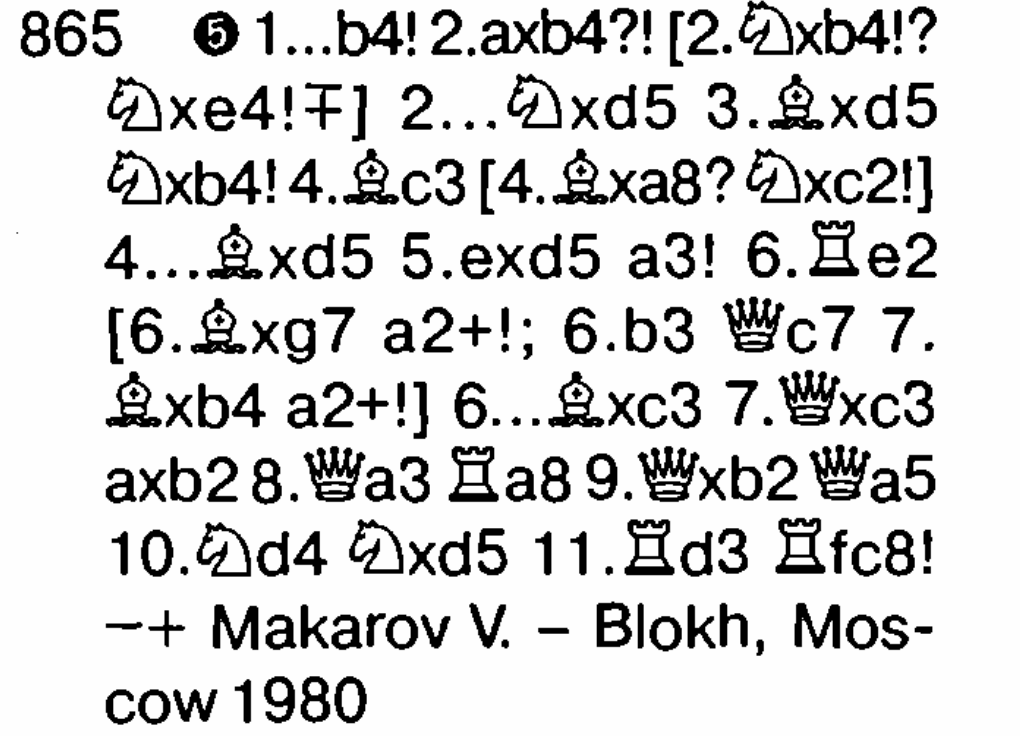 865 ❺ 1...b4! 2.axb4?! [2.♘xb4!?
♘xe4!∓] 2...♘xd5 3.♗xd5
♘xb4! 4.♗c3 [4.♗xa8? ♘xc2!]
4...♗xd5 5.exd5 a3! 6.♖e2
[6.♗xg7 a2+!; 6.b3 ♕c7 7.
♗xb4 a2+!] 6...♗xc3 7.♕xc3
axb2 8.♕a3 ♖a8 9.♕xb2 ♕a5
10.♘d4 ♘xd5 11.♖d3 ♖fc8!
−+ Makarov V. – Blokh, Mos-
cow 1980